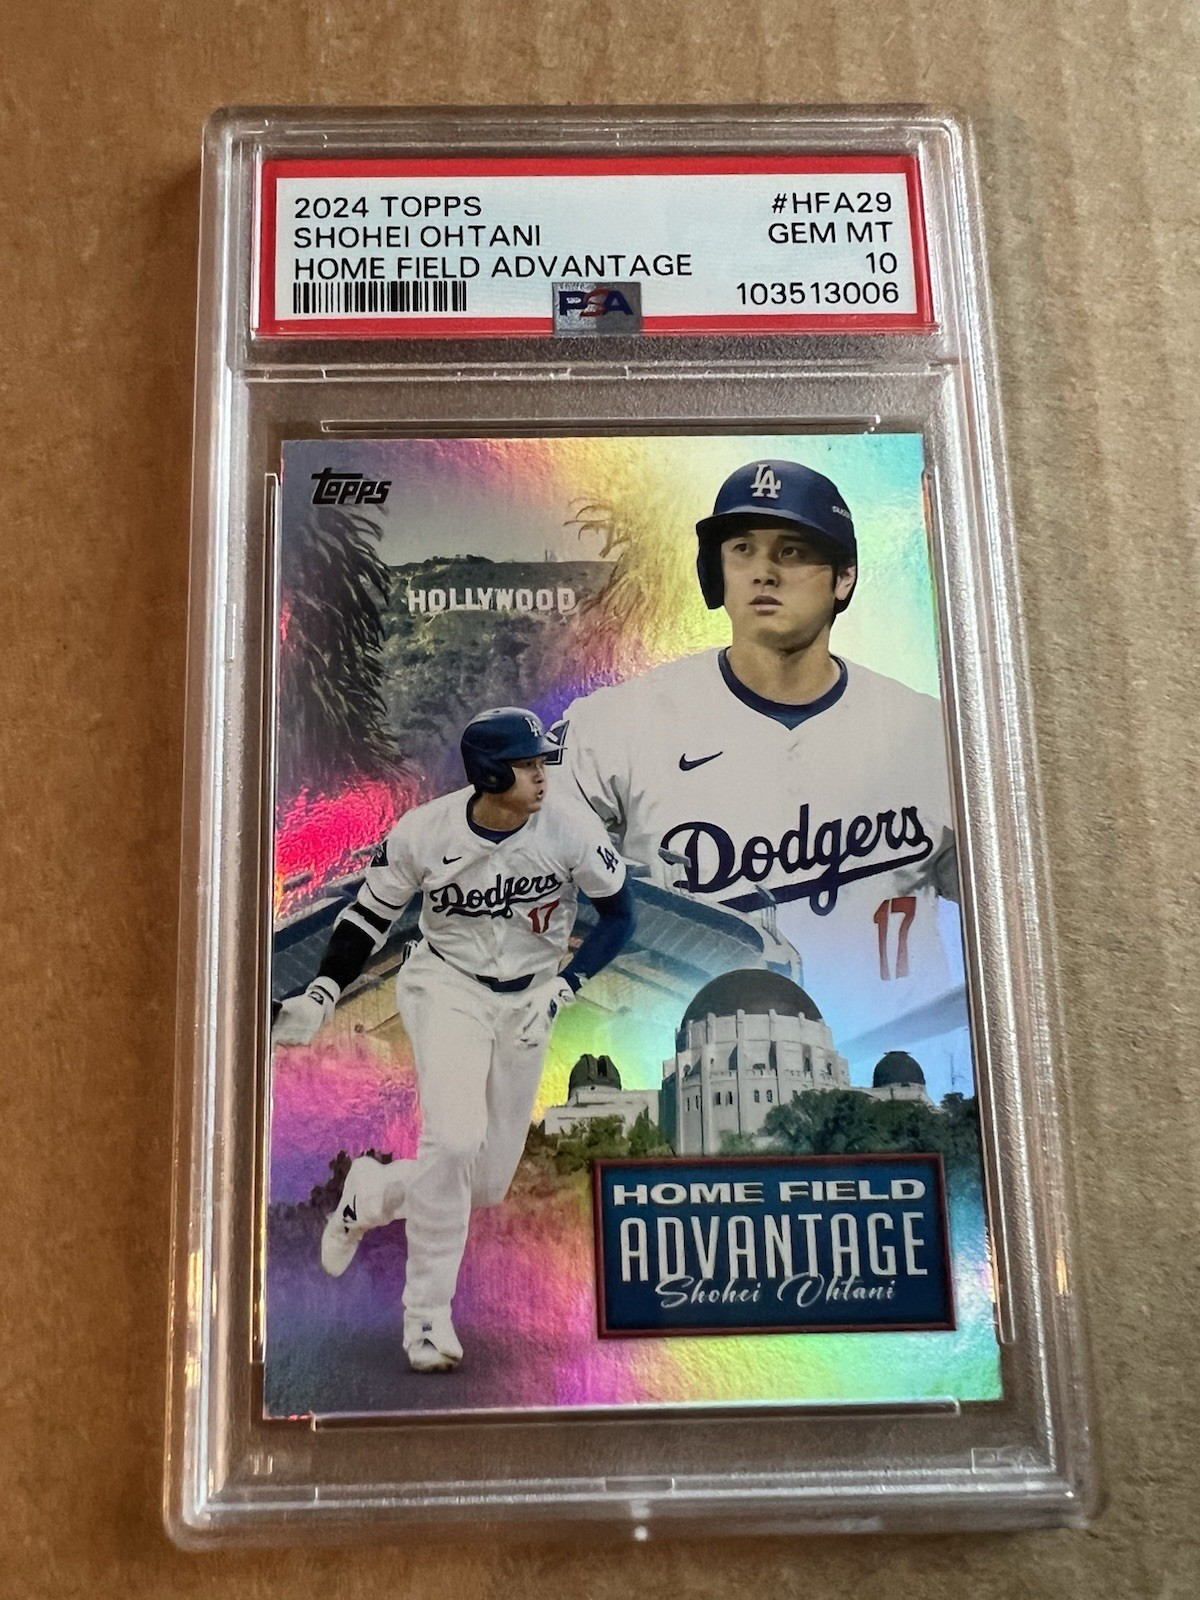 2024 TOPPS #HFA29
SHOHEI OHTANI GEM MT
HOME FIELD ADVANTAGE 10
PSA 103513006
Topps
LA
HOLLYWOOD
LA
Dodgers
17
LA
Dodgers
17
HOME FIELD
ADVANTAGE
Shohei Ohtani